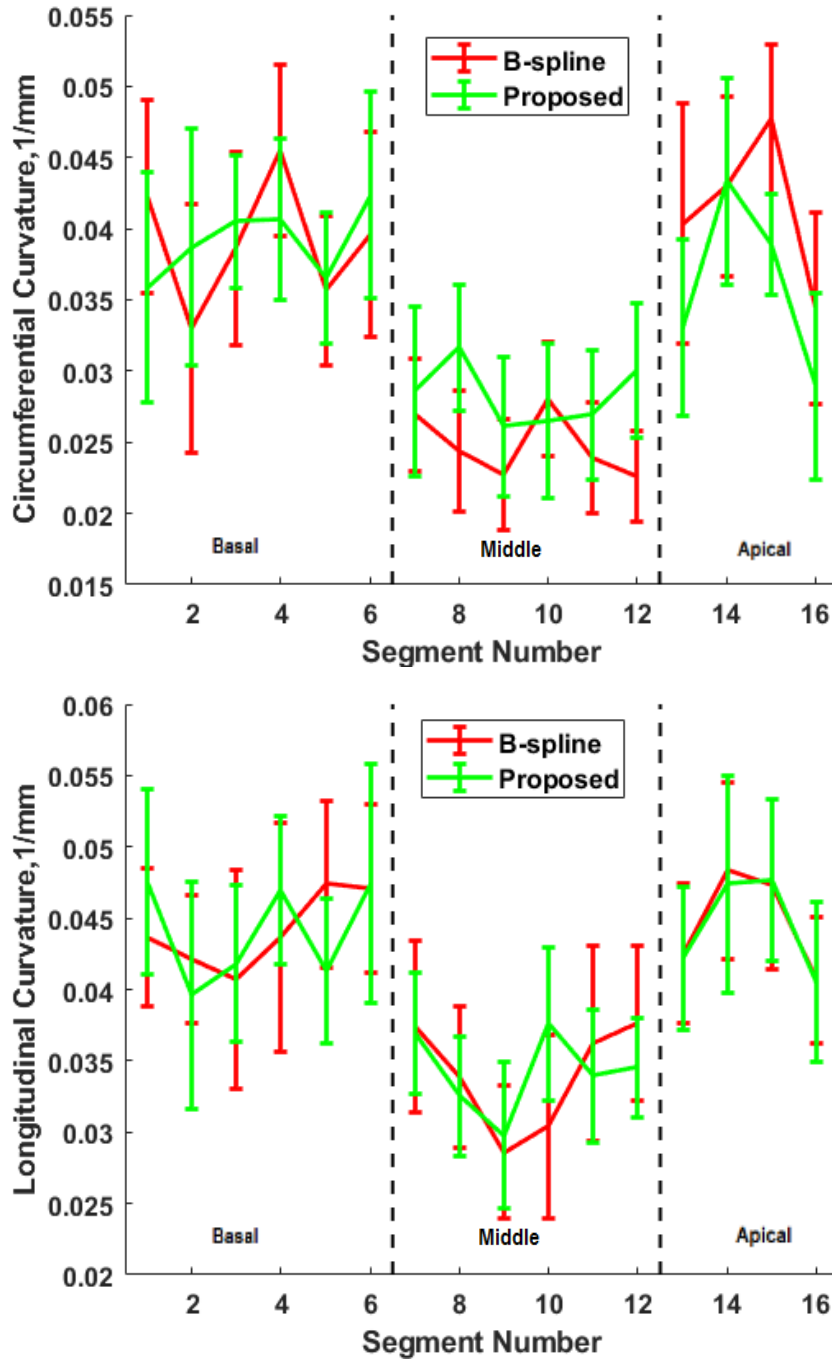 0.055
0.05
0.045
0.04
0.035
0.03
0.025
0.02
0.015
Circumferential Curvature,1/mm
B-spline
Proposed
Basal
Middle
Apical
2 4 6 8 10 12 14 16
Segment Number
0.06
0.055
0.05
0.045
0.04
0.035
0.03
0.025
0.02
Longitudinal Curvature,1/mm
B-spline
Proposed
Basal
Middle
Apical
2 4 6 8 10 12 14 16
Segment Number